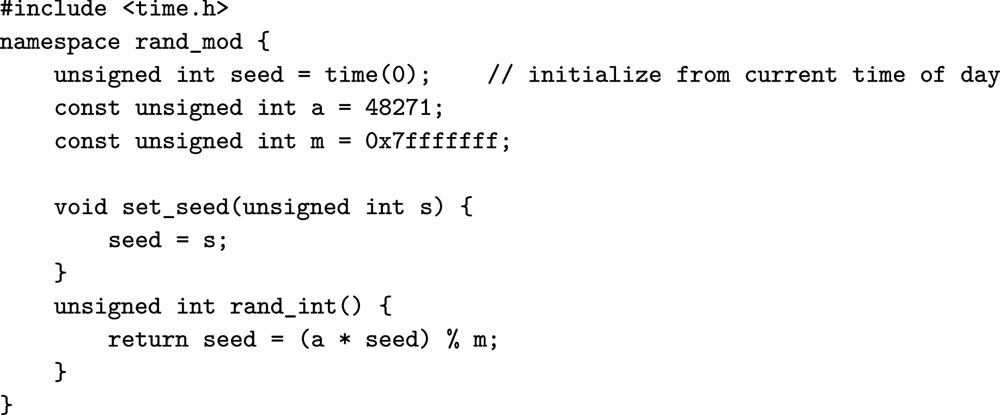 #include <time.h>
namespace rand_mod {
    unsigned int seed = time(0);    // initialize from current time of day
    const unsigned int a = 48271;
    const unsigned int m = 0x7fffffff;

    void set_seed(unsigned int s) {
        seed = s;
    }
    unsigned int rand_int() {
        return seed = (a * seed) % m;
    }
}